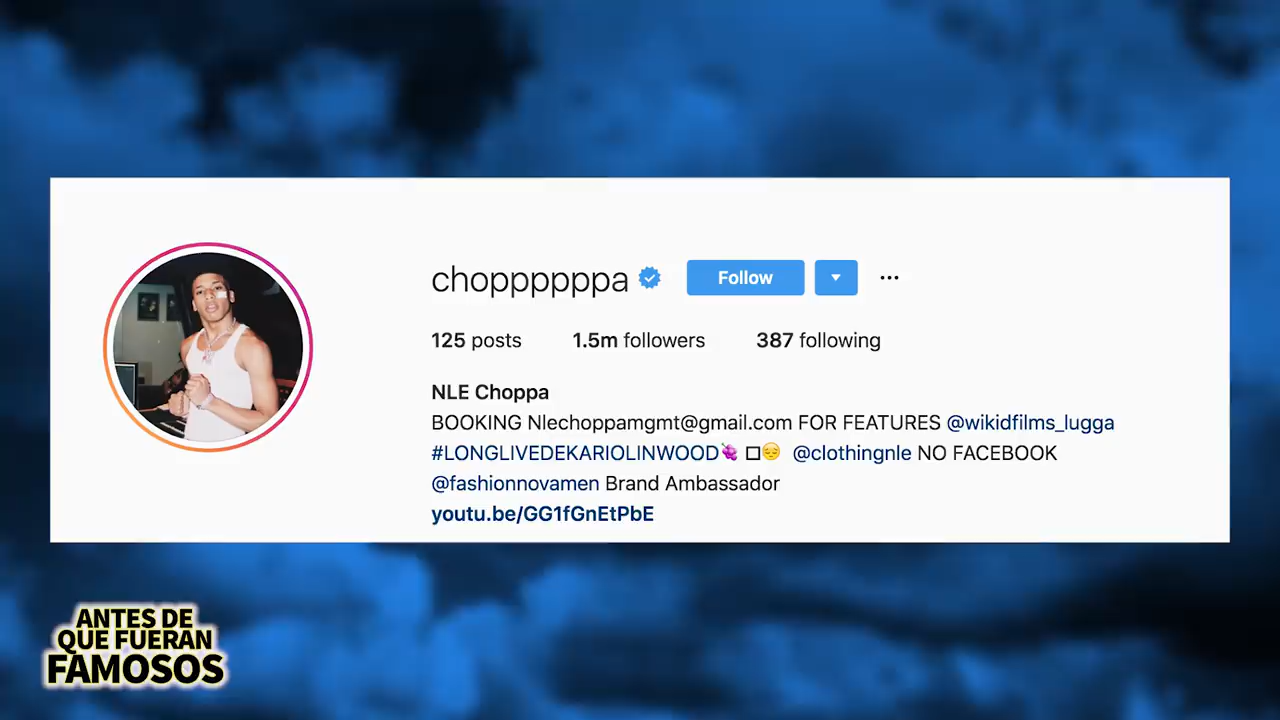 choppppppa Follow
125 posts 1.5m followers 387 following
NLE Choppa
BOOKING Nlechoppamgmt@gmail.com FOR FEATURES @wikidfilms_lugga
#LONGLIVEDEKARIOLINWOOD🍇 □😔 @clothingnle NO FACEBOOK
@fashionnovamen Brand Ambassador
youtu.be/GG1fGnEtPbE
ANTES DE
QUE FUERAN
FAMOSOS